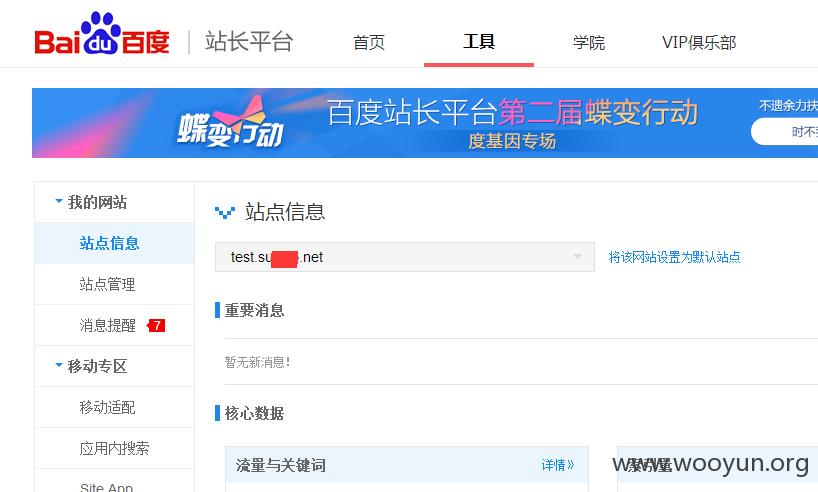 Bai du 百度 | 站长平台 首页 工具 学院 VIP俱乐部
蝶变行动 百度站长平台第二届蝶变行动 不遗余力扶
度基因专场 时不
我的网站
站点信息
站点管理
消息提醒 7
移动专区
移动适配
应用内搜索
Site App
站点信息
test.su .net 将该网站设置为默认站点
重要消息
暂无新消息!
核心数据
流量与关键词 详情»
www.wooyun.org